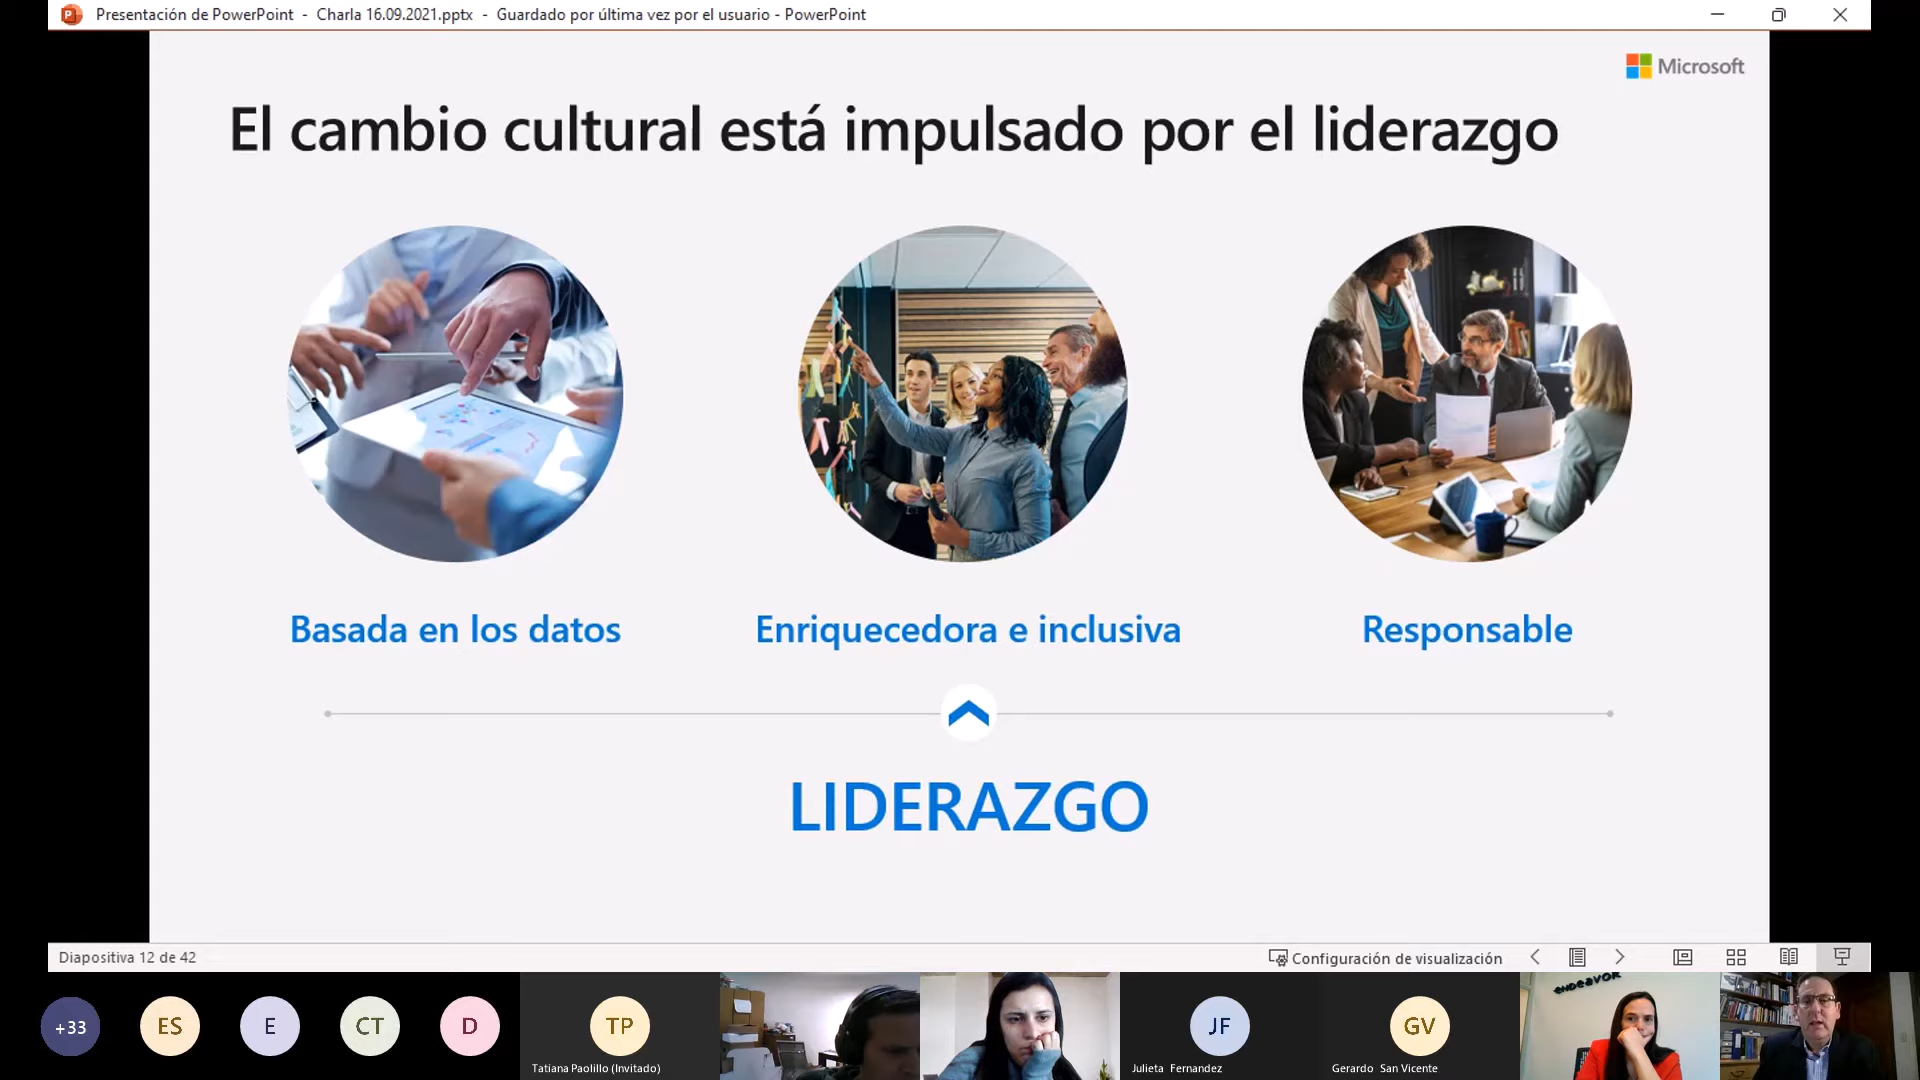 Presentación de PowerPoint - Charla 16.09.2021.pptx - Guardado por última vez por el usuario - PowerPoint
Microsoft
El cambio cultural está impulsado por el liderazgo
Basada en los datos
Enriquecedora e inclusiva
Responsable
LIDERAZGO
Diapositiva 12 de 42
Configuración de visualización
+33
ES
E
CT
D
TP
JF
GV
endeavor
Tatiana Paolillo (Invitado)
Julieta Fernandez
Gerardo San Vicente